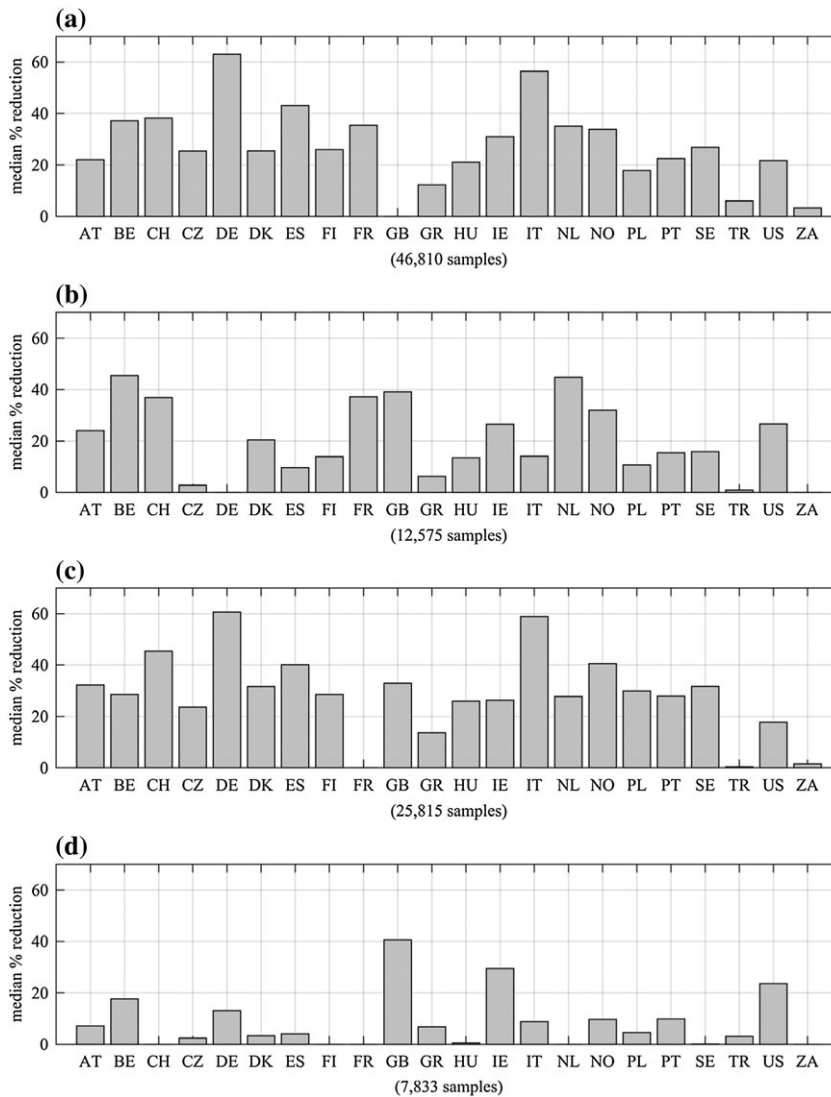 (a)
median % reduction
60
40
20
0
AT BE CH CZ DE DK ES FI FR GB GR HU IE IT NL NO PL PT SE TR US ZA
(46,810 samples)
(b)
median % reduction
60
40
20
0
AT BE CH CZ DE DK ES FI FR GB GR HU IE IT NL NO PL PT SE TR US ZA
(12,575 samples)
(c)
median % reduction
60
40
20
0
AT BE CH CZ DE DK ES FI FR GB GR HU IE IT NL NO PL PT SE TR US ZA
(25,815 samples)
(d)
median % reduction
60
40
20
0
AT BE CH CZ DE DK ES FI FR GB GR HU IE IT NL NO PL PT SE TR US ZA
(7,833 samples)